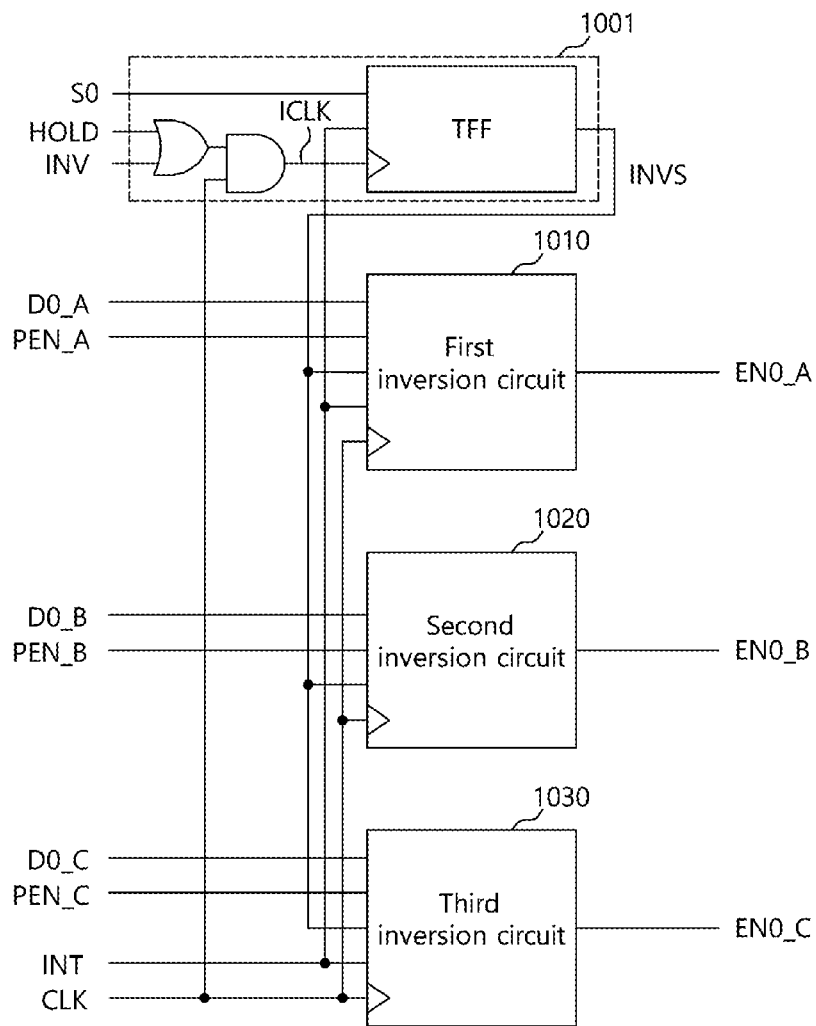 1001
S0
HOLD
INV
ICLK
TFF
INVS
1010
D0_A
PEN_A
First
inversion circuit
EN0_A
1020
D0_B
PEN_B
Second
inversion circuit
EN0_B
1030
D0_C
PEN_C
Third
inversion circuit
EN0_C
INT
CLK